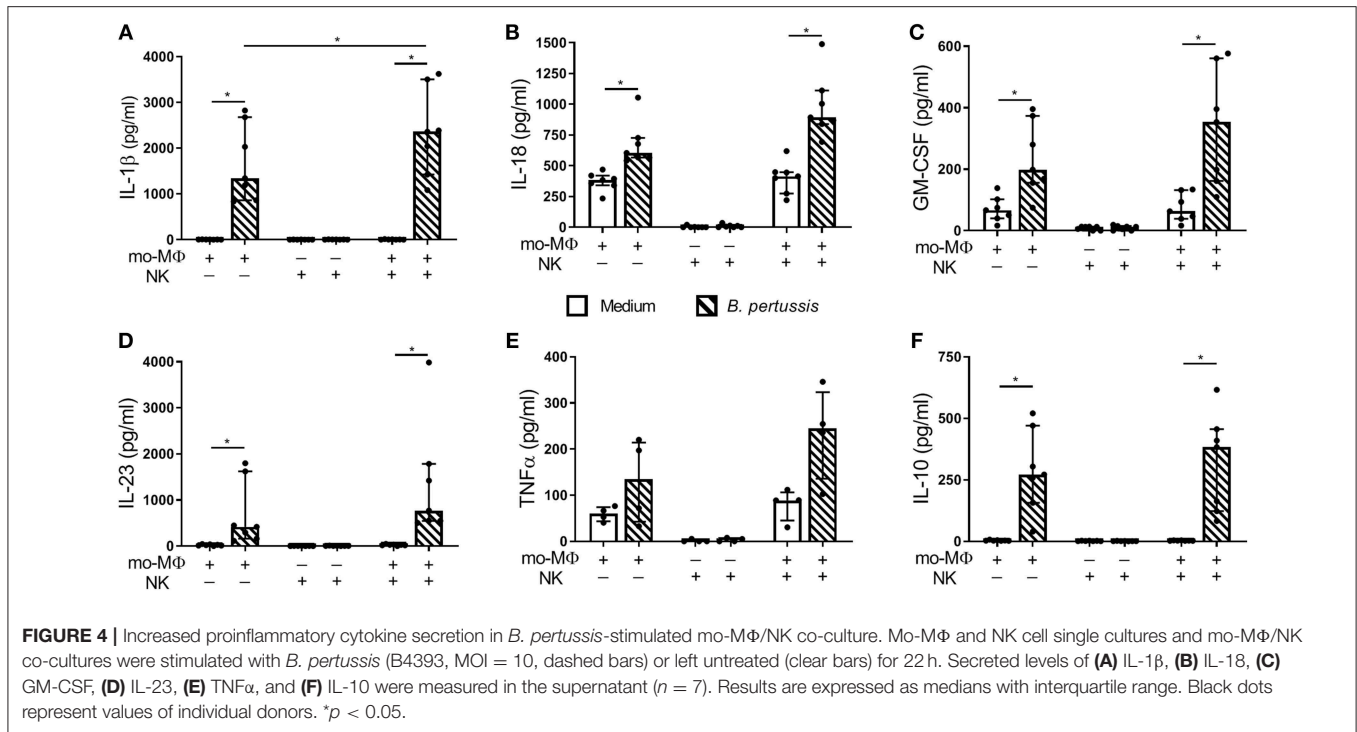 A
IL-1β (pg/ml)
4000
3000
2000
1000
0
*
*
*
mo-MΦ + + – – + +
NK – – + + + +
B
IL-18 (pg/ml)
1500
1250
1000
750
500
250
0
*
*
mo-MΦ + + – – + +
NK – – + + + +
C
GM-CSF (pg/ml)
600
400
200
0
*
*
mo-MΦ + + – – + +
NK – – + + + +
Medium B. pertussis
D
IL-23 (pg/ml)
4000
3000
2000
1000
0
*
*
mo-MΦ + + – – + +
NK – – + + + +
E
TNFα (pg/ml)
400
300
200
100
0
mo-MΦ + + – – + +
NK – – + + + +
F
IL-10 (pg/ml)
750
500
250
0
*
*
mo-MΦ + + – – + +
NK – – + + + +
FIGURE 4 | Increased proinflammatory cytokine secretion in B. pertussis-stimulated mo-MΦ/NK co-culture. Mo-MΦ and NK cell single cultures and mo-MΦ/NK
co-cultures were stimulated with B. pertussis (B4393, MOI = 10, dashed bars) or left untreated (clear bars) for 22 h. Secreted levels of (A) IL-1β, (B) IL-18, (C)
GM-CSF, (D) IL-23, (E) TNFα, and (F) IL-10 were measured in the supernatant (n = 7). Results are expressed as medians with interquartile range. Black dots
represent values of individual donors. *p < 0.05.